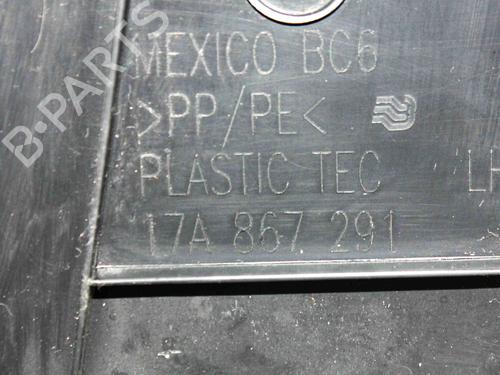 MEXICO BC6
>PP/PE<
PLASTIC TEC LH
17A 867 291
B-PARTS